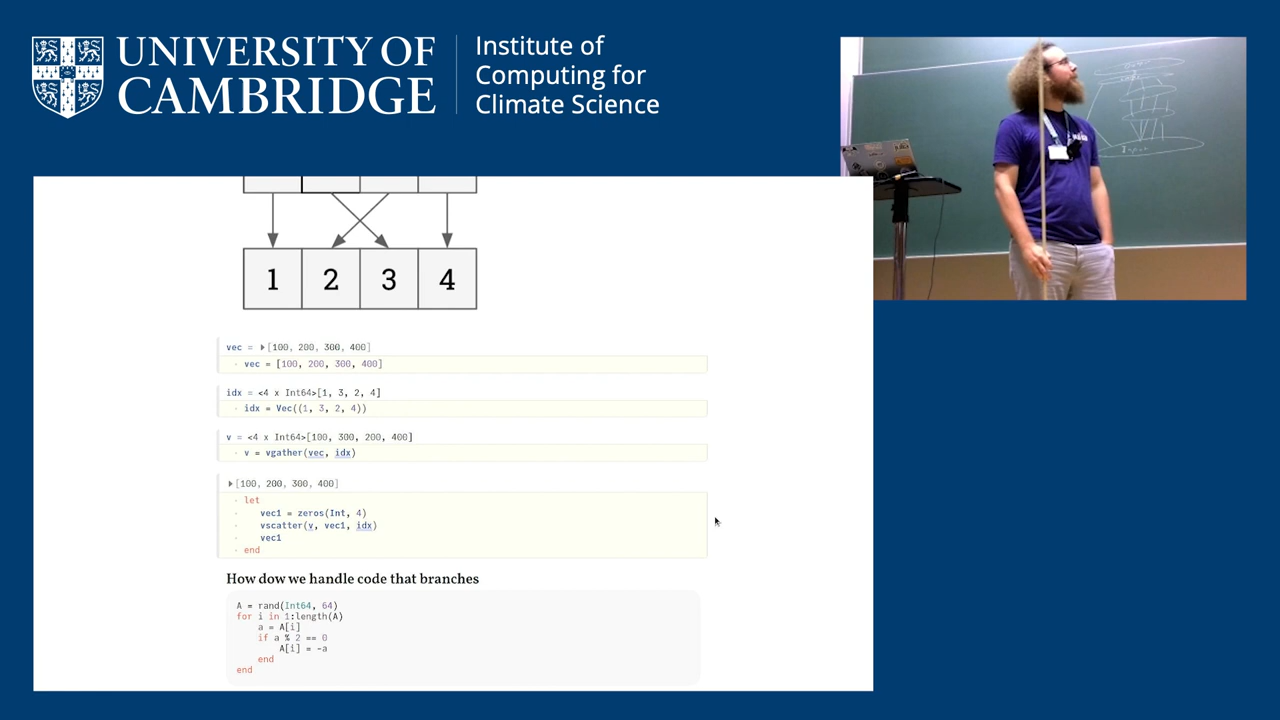 UNIVERSITY OF
CAMBRIDGE
Institute of
Computing for
Climate Science
1 2 3 4
vec = [100, 200, 300, 400]
vec = [100, 200, 300, 400]
idx = <4 x Int64>[1, 3, 2, 4]
idx = Vec((1, 3, 2, 4))
v = <4 x Int64>[100, 300, 200, 400]
v = vgather(vec, idx)
[100, 200, 300, 400]
let
vec1 = zeros(Int, 4)
vscatter(v, vec1, idx)
vec1
end
How dow we handle code that branches
A = rand(Int64, 64)
for i in 1:length(A)
a = A[i]
if a % 2 == 0
A[i] = -a
end
end